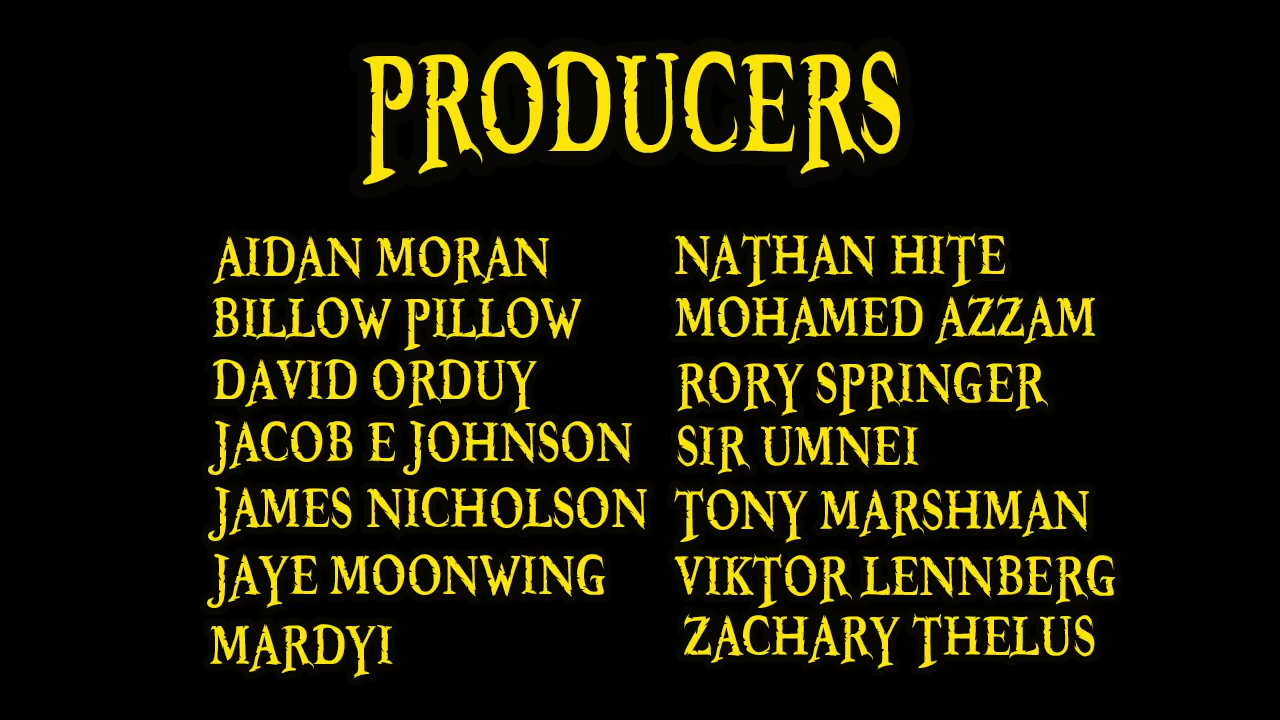 PRODUCERS
AIDAN MORAN
BILLOW PILLOW
DAVID ORDUY
JACOB E JOHNSON
JAMES NICHOLSON
JAYE MOONWING
MARDYI
NATHAN HITE
MOHAMED AZZAM
RORY SPRINGER
SIR UMNEI
TONY MARSHMAN
VIKTOR LENNBERG
ZACHARY THELUS